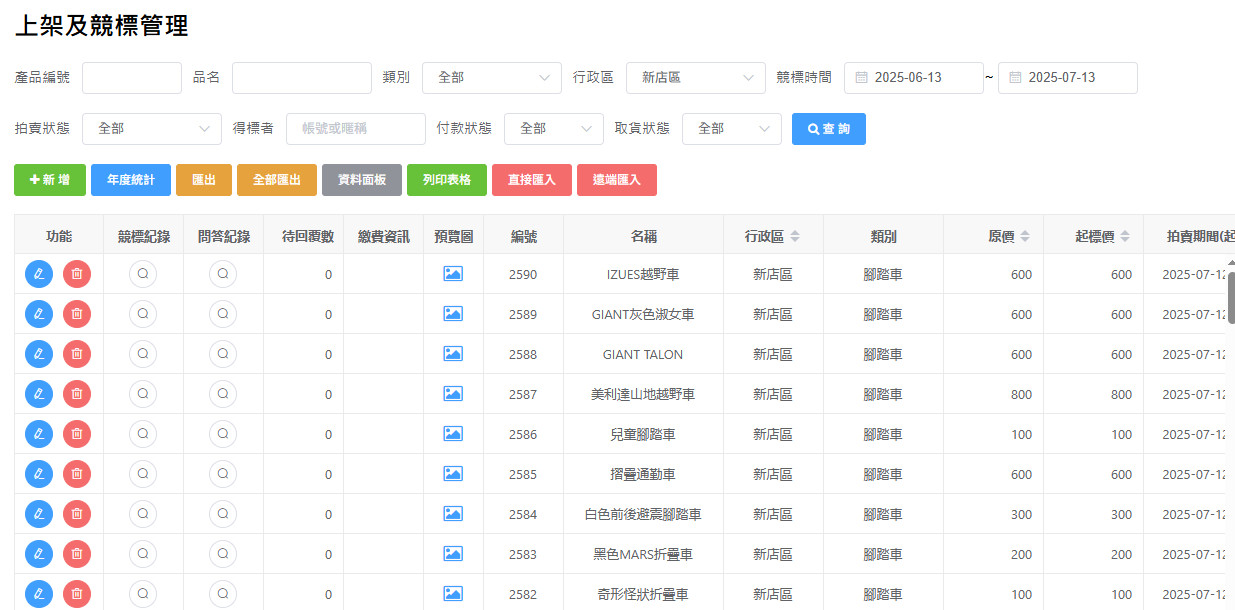 上架及競標管理
產品編號 品名 類別 全部 行政區 新店區 競標時間 2025-06-13 ~ 2025-07-13
拍賣狀態 全部 得標者 帳號或暱稱 付款狀態 全部 取貨狀態 全部 查 詢
新 增 年度統計 匯出 全部匯出 資料面板 列印表格 直接匯入 遠端匯入
功能 競標紀錄 問答紀錄 待回覆數 繳費資訊 預覽圖 編號 名稱 行政區 類別 原價 起標價 拍賣期間(起
0 2590 IZUES越野車 新店區 腳踏車 600 600 2025-07-12
0 2589 GIANT灰色淑女車 新店區 腳踏車 600 600 2025-07-12
0 2588 GIANT TALON 新店區 腳踏車 600 600 2025-07-12
0 2587 美利達山地越野車 新店區 腳踏車 800 800 2025-07-12
0 2586 兒童腳踏車 新店區 腳踏車 100 100 2025-07-12
0 2585 摺疊通勤車 新店區 腳踏車 600 600 2025-07-12
0 2584 白色前後避震腳踏車 新店區 腳踏車 300 300 2025-07-12
0 2583 黑色MARS折疊車 新店區 腳踏車 200 200 2025-07-12
0 2582 奇形怪狀折疊車 新店區 腳踏車 100 100 2025-07-12